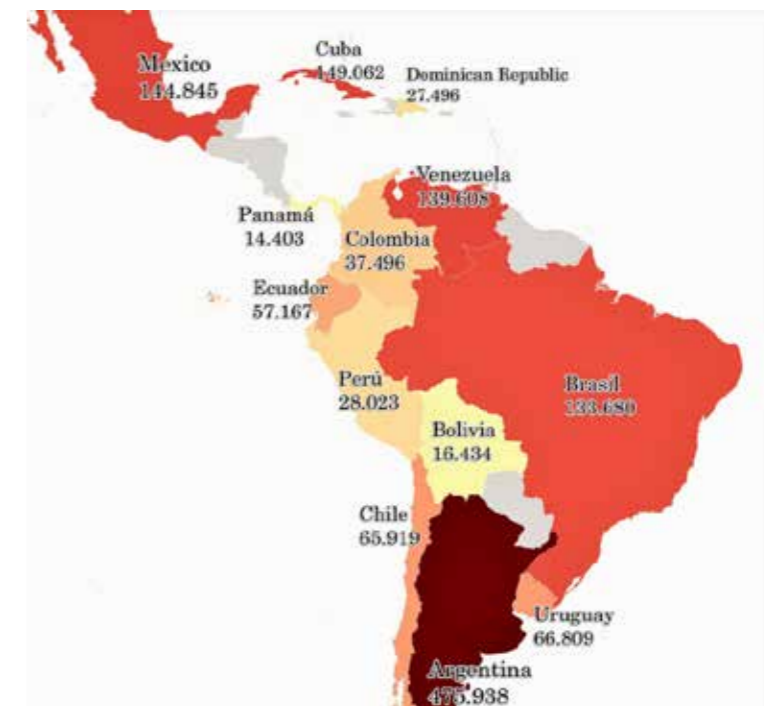 Mexico
144.845
Cuba
149.062
Dominican Republic
27.496
Venezuela
139.608
Panamá
14.403
Colombia
37.496
Ecuador
57.167
Perú
28.023
Brasíl
133.680
Bolivia
16.434
Chile
65.919
Uruguay
66.809
Argentina
475.938